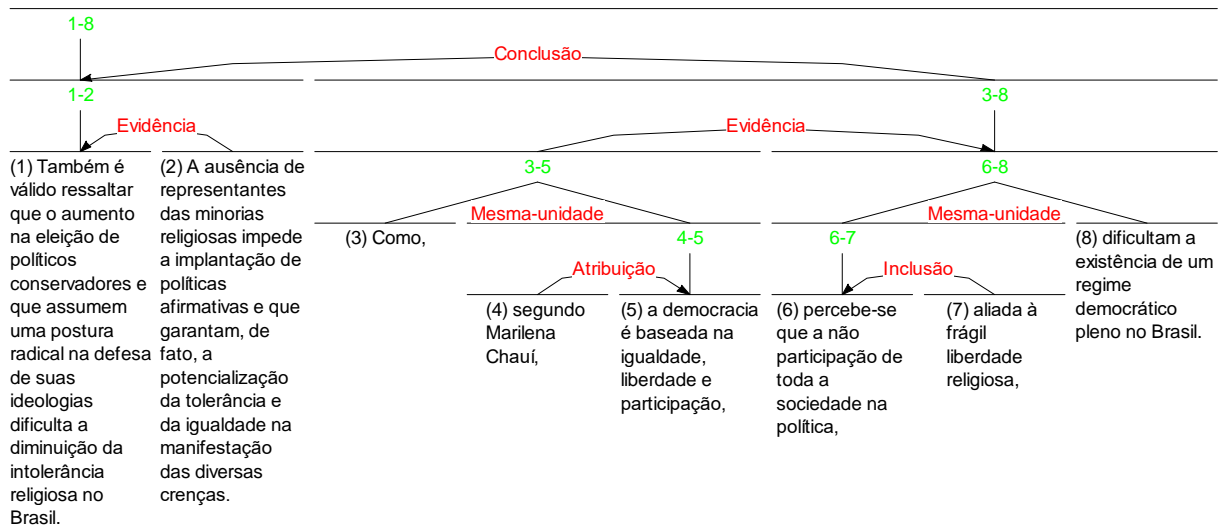 1-8
Conclusão
1-2
3-8
Evidência
Evidência
(1) Também é
válido ressaltar
que o aumento
na eleição de
políticos
conservadores e
que assumem
uma postura
radical na defesa
de suas
ideologias
dificulta a
diminuição da
intolerância
religiosa no
Brasil.
(2) A ausência de
representantes
das minorias
religiosas impede
a implantação de
políticas
afirmativas e que
garantam, de
fato, a
potencialização
da tolerância e
da igualdade na
manifestação
das diversas
crenças.
3-5
6-8
Mesma-unidade
Mesma-unidade
(3) Como,
4-5
6-7
(8) dificultam a
existência de um
regime
democrático
pleno no Brasil.
Atribuição
Inclusão
(4) segundo
Marilena
Chauí,
(5) a democracia
é baseada na
igualdade,
liberdade e
participação,
(6) percebe-se
que a não
participação de
toda a
sociedade na
política,
(7) aliada à
frágil
liberdade
religiosa,